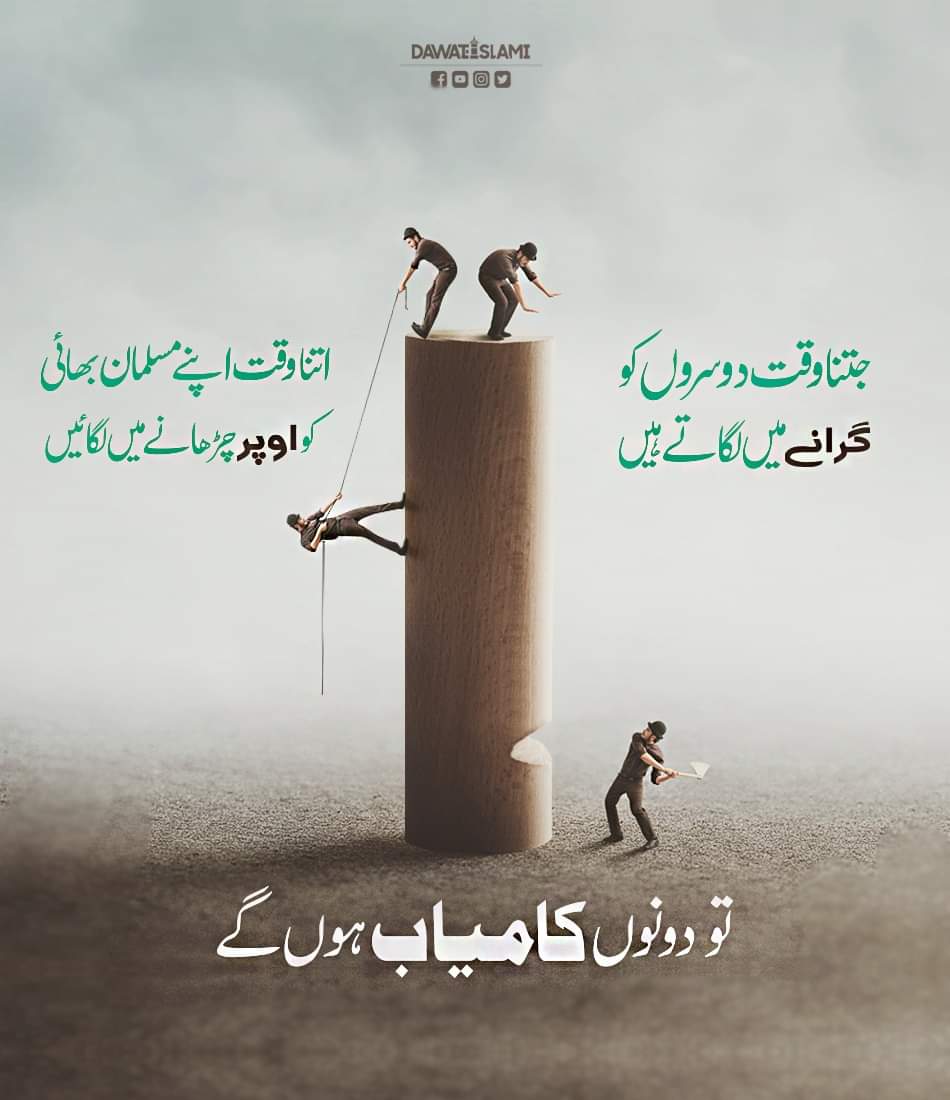 DAWATEISLAMI
جتنا وقت دوسروں کو
گرانے میں لگاتے ہیں
اتنا وقت اپنے مسلمان بھائی
کو اوپر چڑھانے میں لگائیں
تو دونوں کامیاب ہوں گے